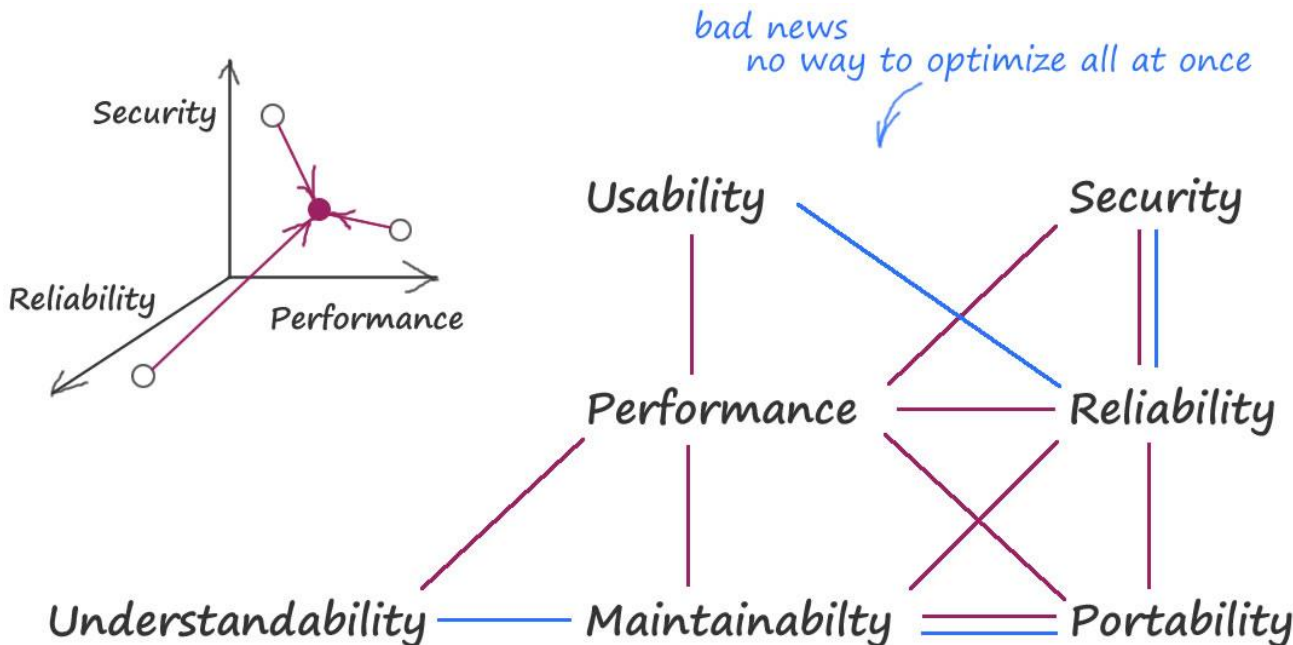 bad news
no way to optimize all at once
Security
Reliability
Performance
Usability
Security
Performance
Reliability
Understandability
Maintainabilty
Portability